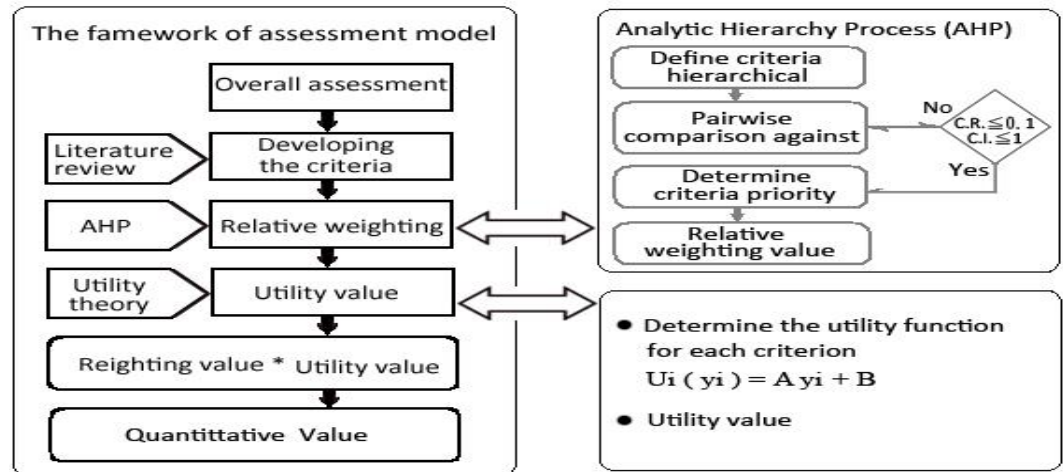 The famework of assessment model
Overall assessment
Literature
review
Developing
the criteria
AHP
Relative weighting
Utility
theory
Utility value
Reighting value * Utility value
Quantittative Value
Analytic Hierarchy Process (AHP)
Define criteria
hierarchical
Pairwise
comparison against
No
C.R.≦0, 1
C.I.≦1
Yes
Determine
criteria priority
Relative
weighting value
● Determine the utility function
for each criterion
Ui ( yi ) = A yi + B
● Utility value